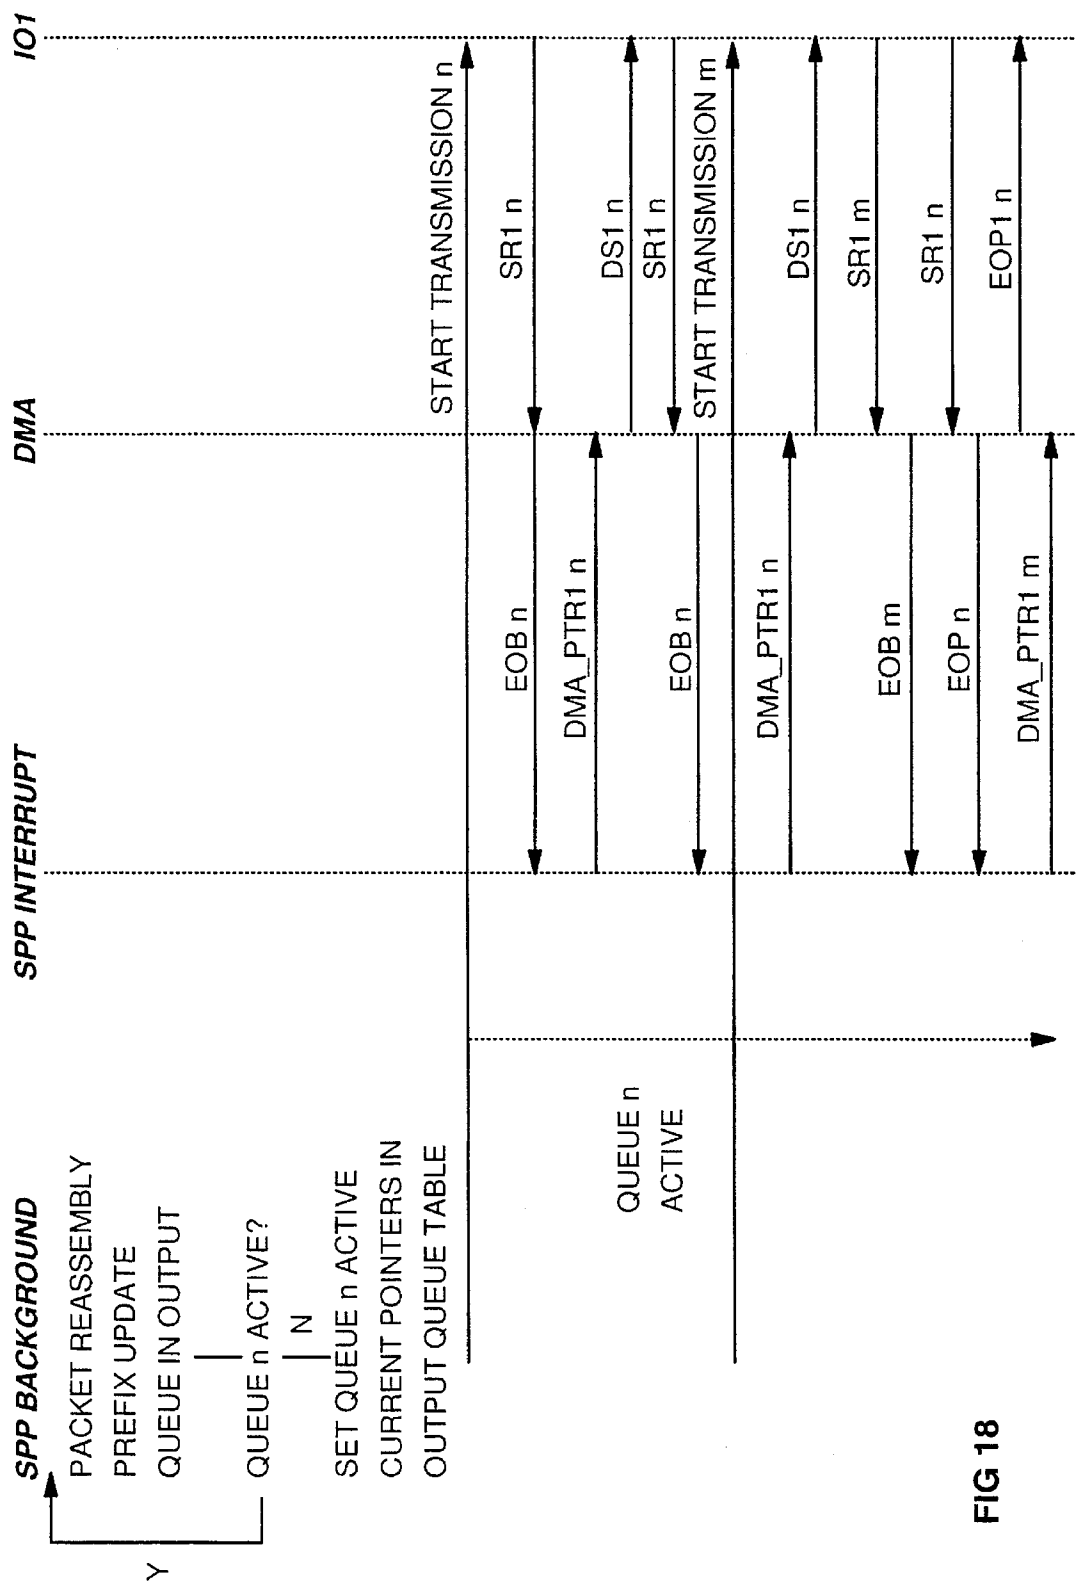 SPP BACKGROUND
SPP INTERRUPT
DMA
IO1
PACKET REASSEMBLY
PREFIX UPDATE
QUEUE IN OUTPUT
Y
QUEUE n ACTIVE?
N
SET QUEUE n ACTIVE
CURRENT POINTERS IN
OUTPUT QUEUE TABLE
START TRANSMISSION n
EOB n
SR1 n
DMA_PTR1 n
DS1 n
QUEUE n
ACTIVE
SR1 n
EOB n
START TRANSMISSION m
DMA_PTR1 n
DS1 n
SR1 m
EOB m
SR1 n
EOP n
EOP1 n
DMA_PTR1 m
FIG 18